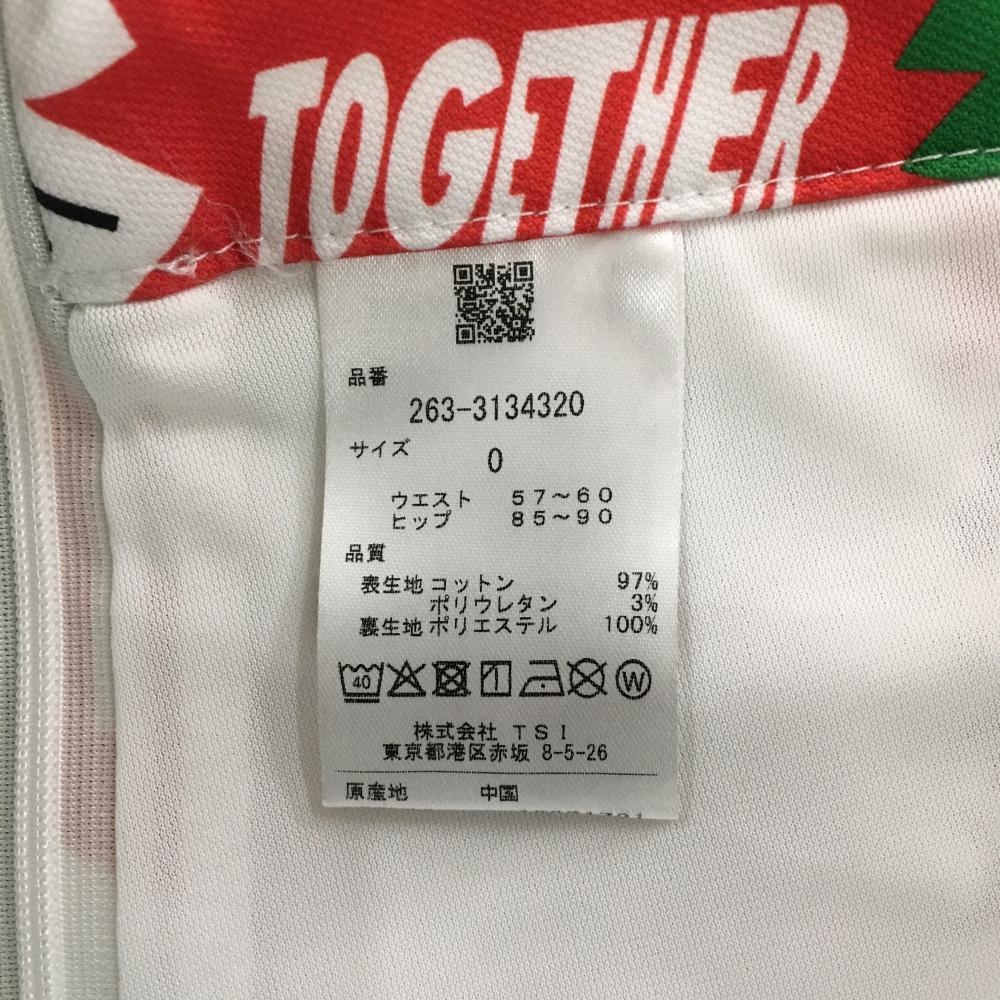 TOGETHER
品番
263-3134320
サイズ
0
ウエスト 57～60
ヒップ 85～90
品質
表生地 コットン 97%
ポリウレタン 3%
裏生地 ポリエステル 100%
40
W
株式会社 TSI
東京都港区赤坂 8-5-26
原産地 中国